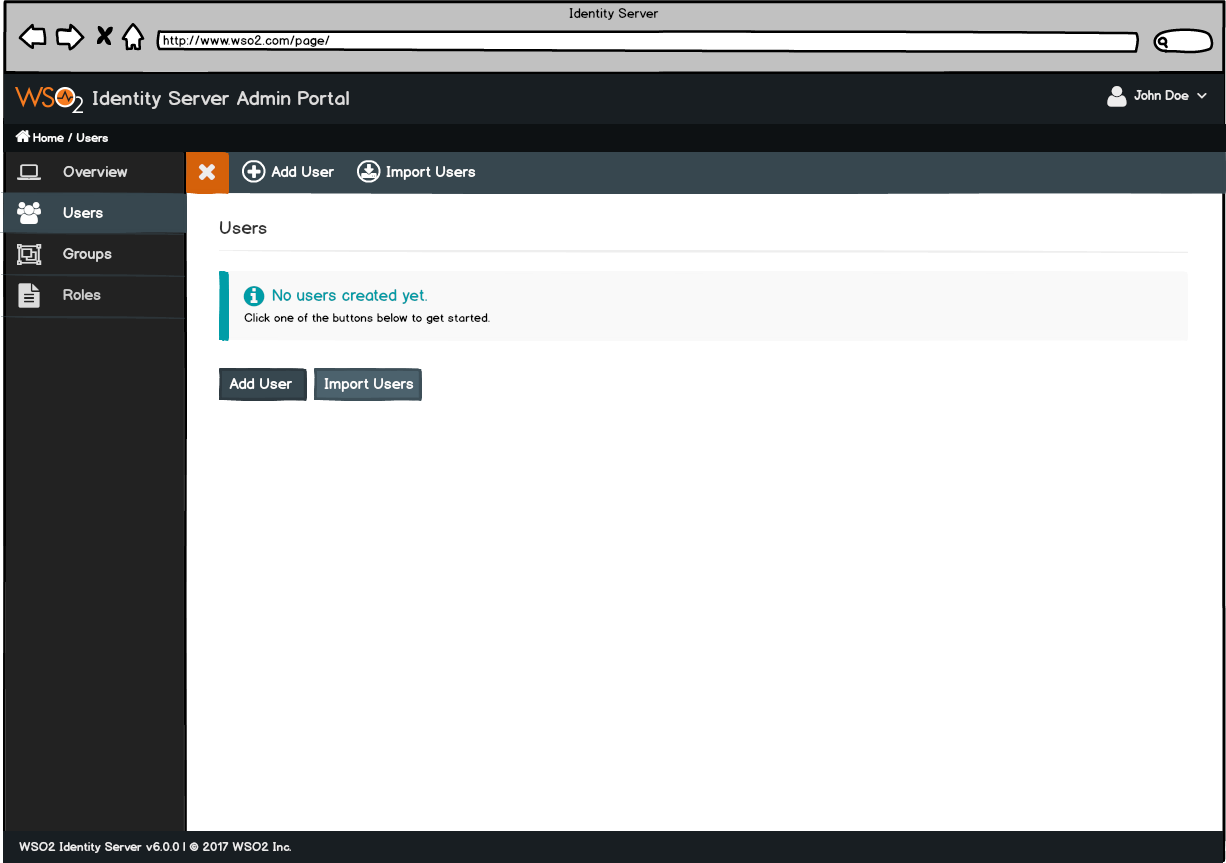 Identity Server
http://www.wso2.com/page/
WSO2 Identity Server Admin Portal
John Doe
Home / Users
Overview
Add User
Import Users
Users
Users
Groups
No users created yet.
Roles
Click one of the buttons below to get started.
Add User
Import Users
WSO2 Identity Server v6.0.0 | © 2017 WSO2 Inc.